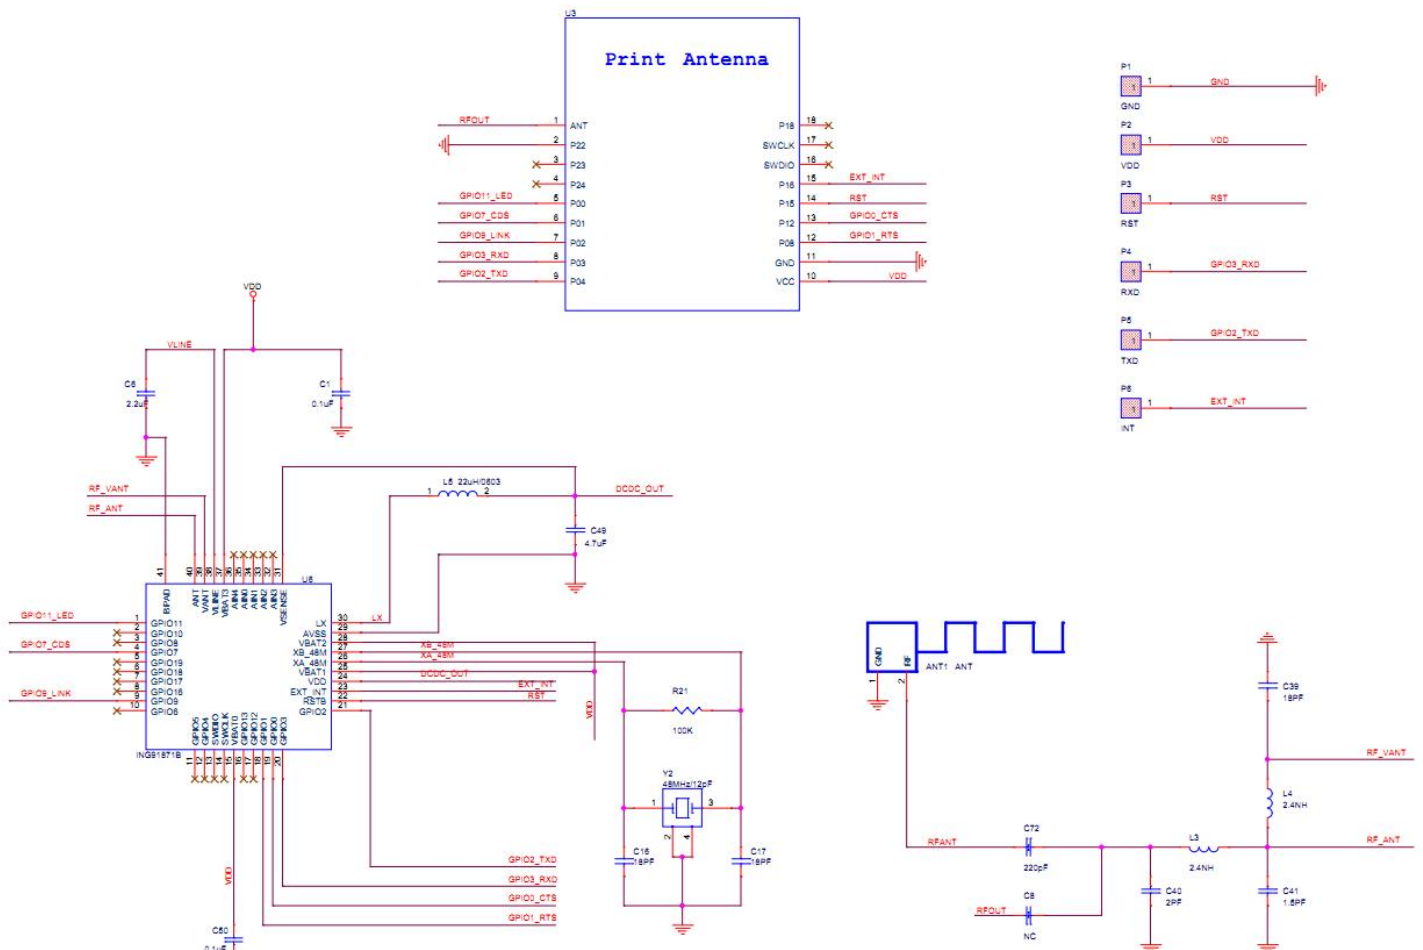 U3
Print Antenna
RFOUT 1 ANT
2 P22
3 P23
4 P24
GPIO11_LED 5 P00
GPIO7_CDS 6 P01
GPIO9_LINK 7 P02
GPIO3_RXD 8 P03
GPIO2_TXD 9 P04
P18 18
SWCLK 17
SWDIO 16
P16 15 EXT_INT
P15 14 RST
P12 13 GPIO0_CTS
P08 12 GPIO1_RTS
GND 11
VCC 10 VDD
P1
1 1 GND
GND
P2
1 1 VDD
VDD
P3
1 1 RST
RST
P4
1 1 GPIO3_RXD
RXD
P5
1 1 GPIO2_TXD
TXD
P6
1 1 EXT_INT
INT
VDD
VLINE
C6
2.2uF
C1
0.1uF
RF_VANT
RF_ANT
L5 22uH/0603
1 2
DCDC_OUT
C49
4.7uF
41 40 39 38 37 36 35 34 33 32 31
U6
BPAD ANT VANT VLINE VBAT3 AIN4 AIN0 AIN1 AIN2 AIN3 VSENSE
GPIO11_LED 1 GPIO11
2 GPIO10
3 GPIO8
GPIO7_CDS 4 GPIO7
5 GPIO19
6 GPIO18
7 GPIO17
8 GPIO16
GPIO9_LINK 9 GPIO9
10 GPIO6
LX 30 LX
AVSS 29
VBAT2 28
XB_48M 27 XB_48M
XA_48M 26 XA_48M
VBAT1 25
VDD 24 DCDC_OUT
EXT_INT 23 EXT_INT
RSTB 22 RST
GPIO2 21
GPIO5 GPIO4 SWDIO SWCLK VBAT0 GPIO13 GPIO12 GPIO1 GPIO0 GPIO3
ING91871B
11 12 13 14 15 16 17 18 19 20
VDD
R21
100K
Y2
48MHz/12pF
1 3
2 4
C16
18PF
C17
18PF
GPIO2_TXD
GPIO3_RXD
GPIO0_CTS
GPIO1_RTS
VDD
C60
0.1uF
GND RF
ANT1 ANT
1 2
C39
18PF
RF_VANT
L4
2.4NH
RFANT
C72
220pF
L3
2.4NH
RF_ANT
C40
2PF
C41
1.5PF
RFOUT
C8
NC